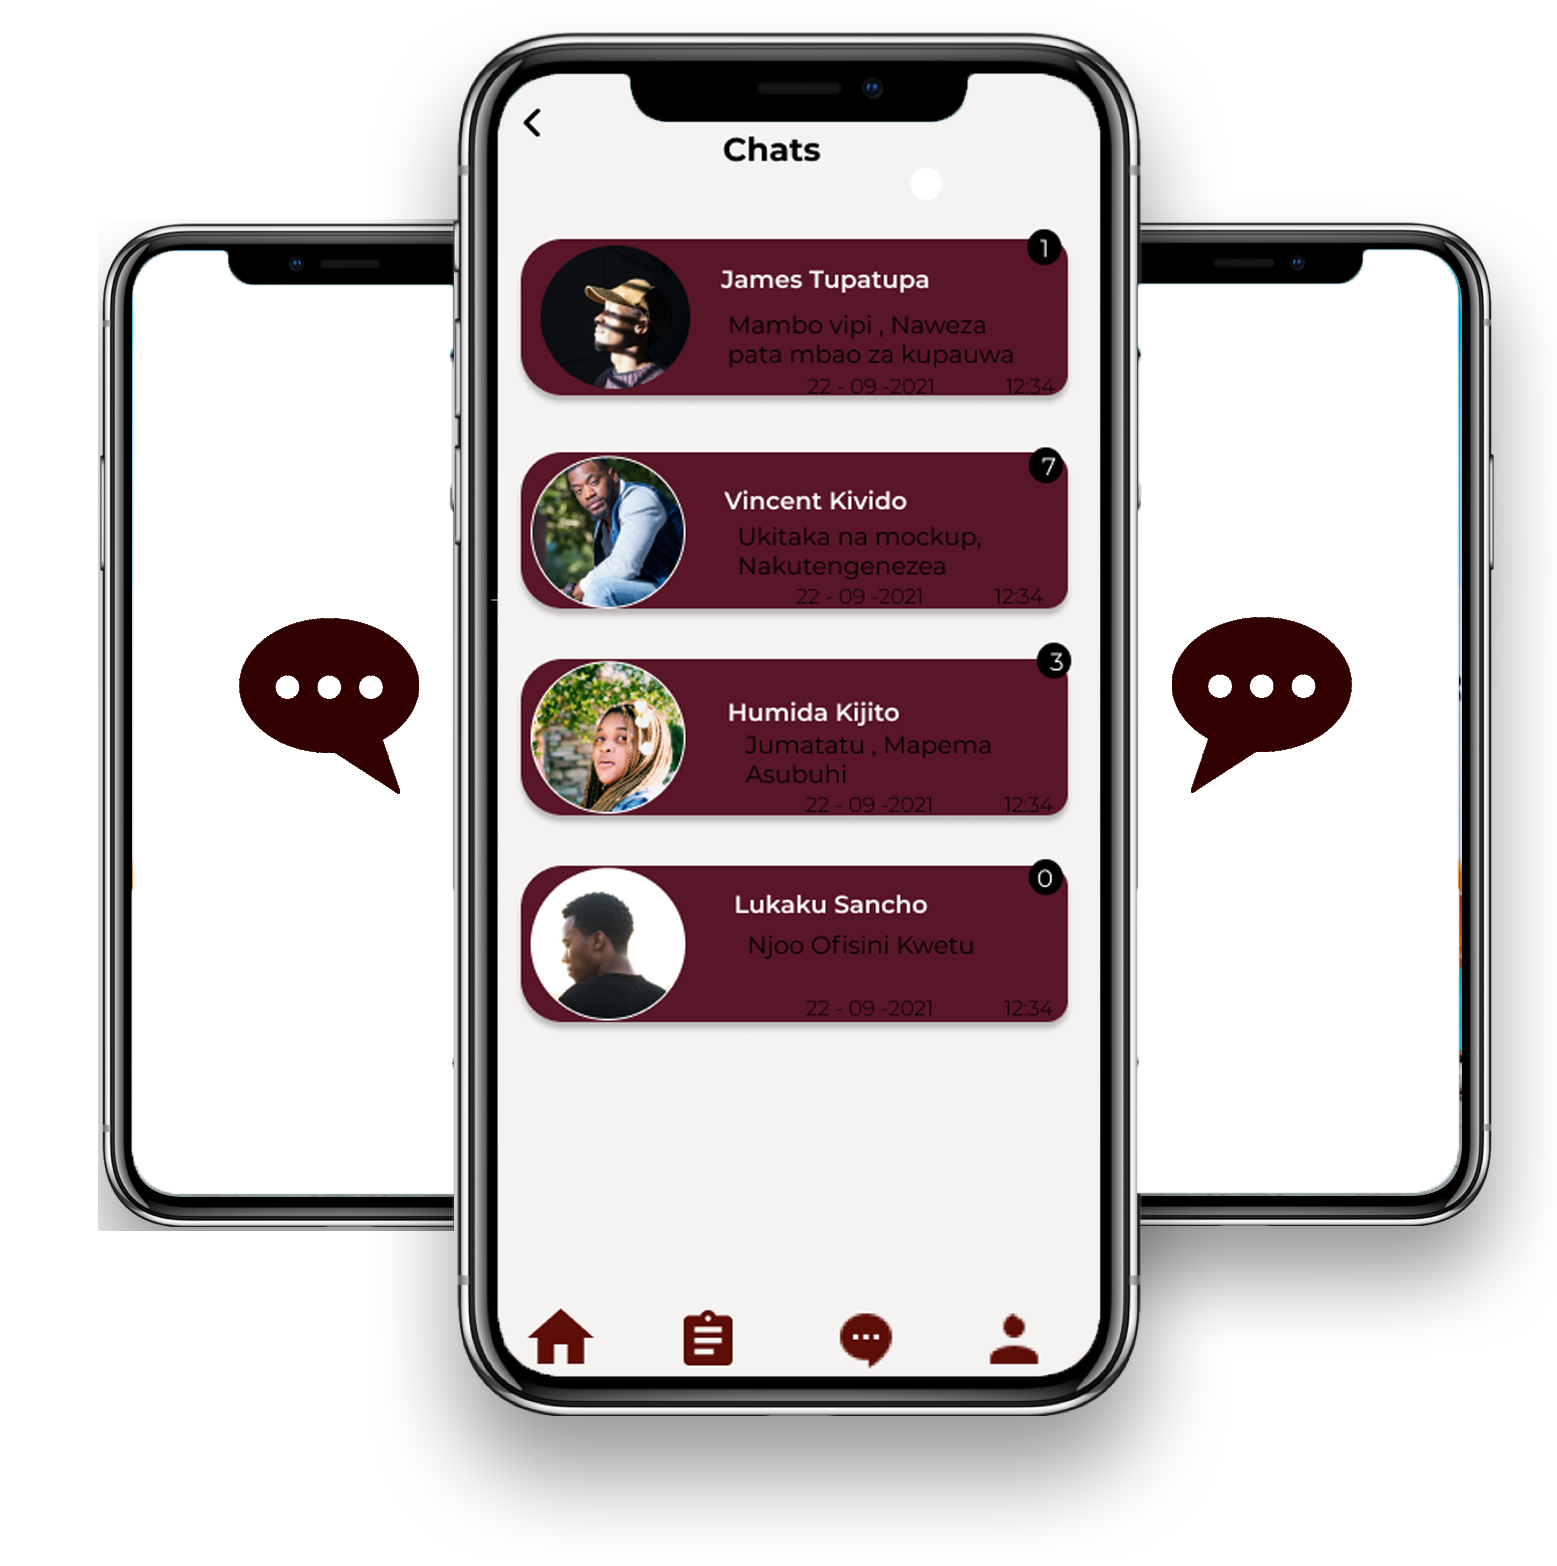 Chats
1
James Tupatupa
Mambo vipi , Naweza
pata mbao za kupauwa
22 - 09 -2021 12:34
7
Vincent Kivido
Ukitaka na mockup,
Nakutengenezea
22 - 09 -2021 12:34
3
Humida Kijito
Jumatatu , Mapema
Asubuhi
22 - 09 -2021 12:34
0
Lukaku Sancho
Njoo Ofisini Kwetu
22 - 09 -2021 12:34